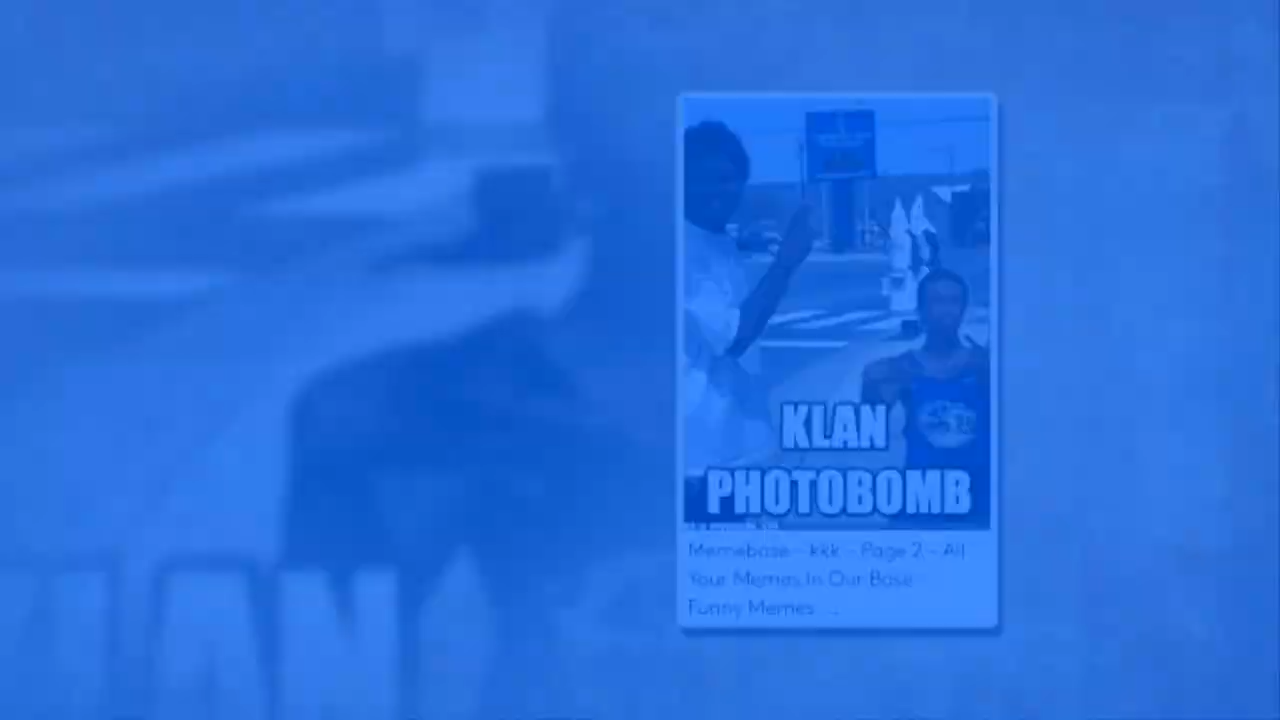 KLAN
PHOTOBOMB
Memebase - kkk - Page 2 - All
Your Memes In Our Base -
Funny Memes ...